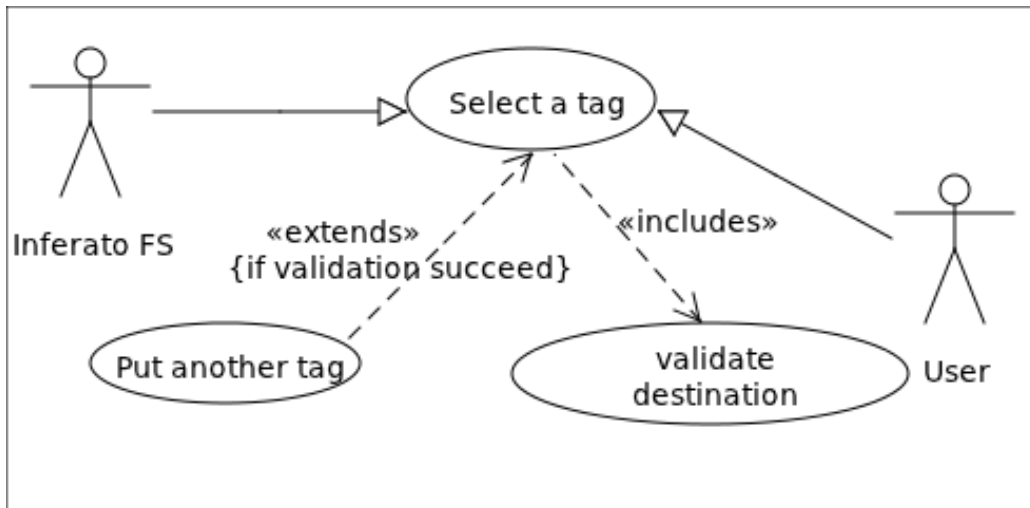 Select a tag
Inferato FS
«extends»
{if validation succeed}
«includes»
Put another tag
validate
destination
User